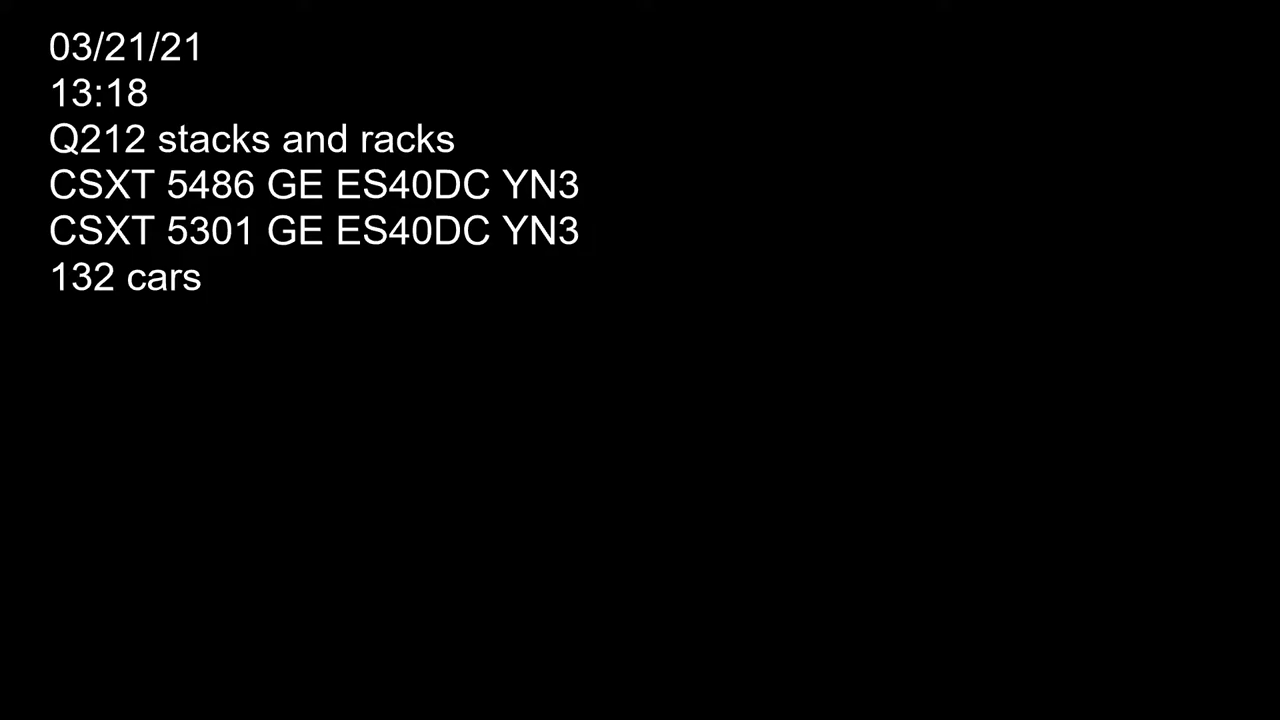 03/21/21
13:18
Q212 stacks and racks
CSXT 5486 GE ES40DC YN3
CSXT 5301 GE ES40DC YN3
132 cars